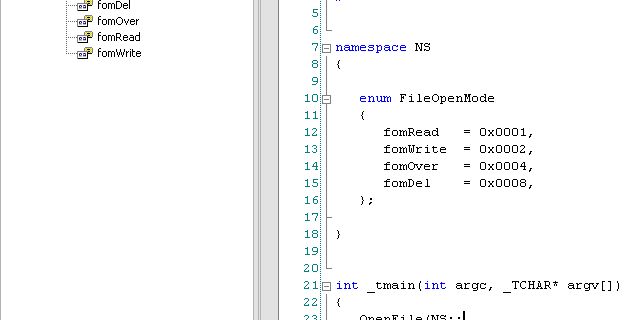 fomDel
fomOver
fomRead
fomWrite
5
6
7 namespace NS
8 {
9
10 enum FileOpenMode
11 {
12 fomRead = 0x0001,
13 fomWrite = 0x0002,
14 fomOver = 0x0004,
15 fomDel = 0x0008,
16 };
17
18 }
19
20
21 int _tmain(int argc, _TCHAR* argv[])
22 {
23 OpenFile(NS::